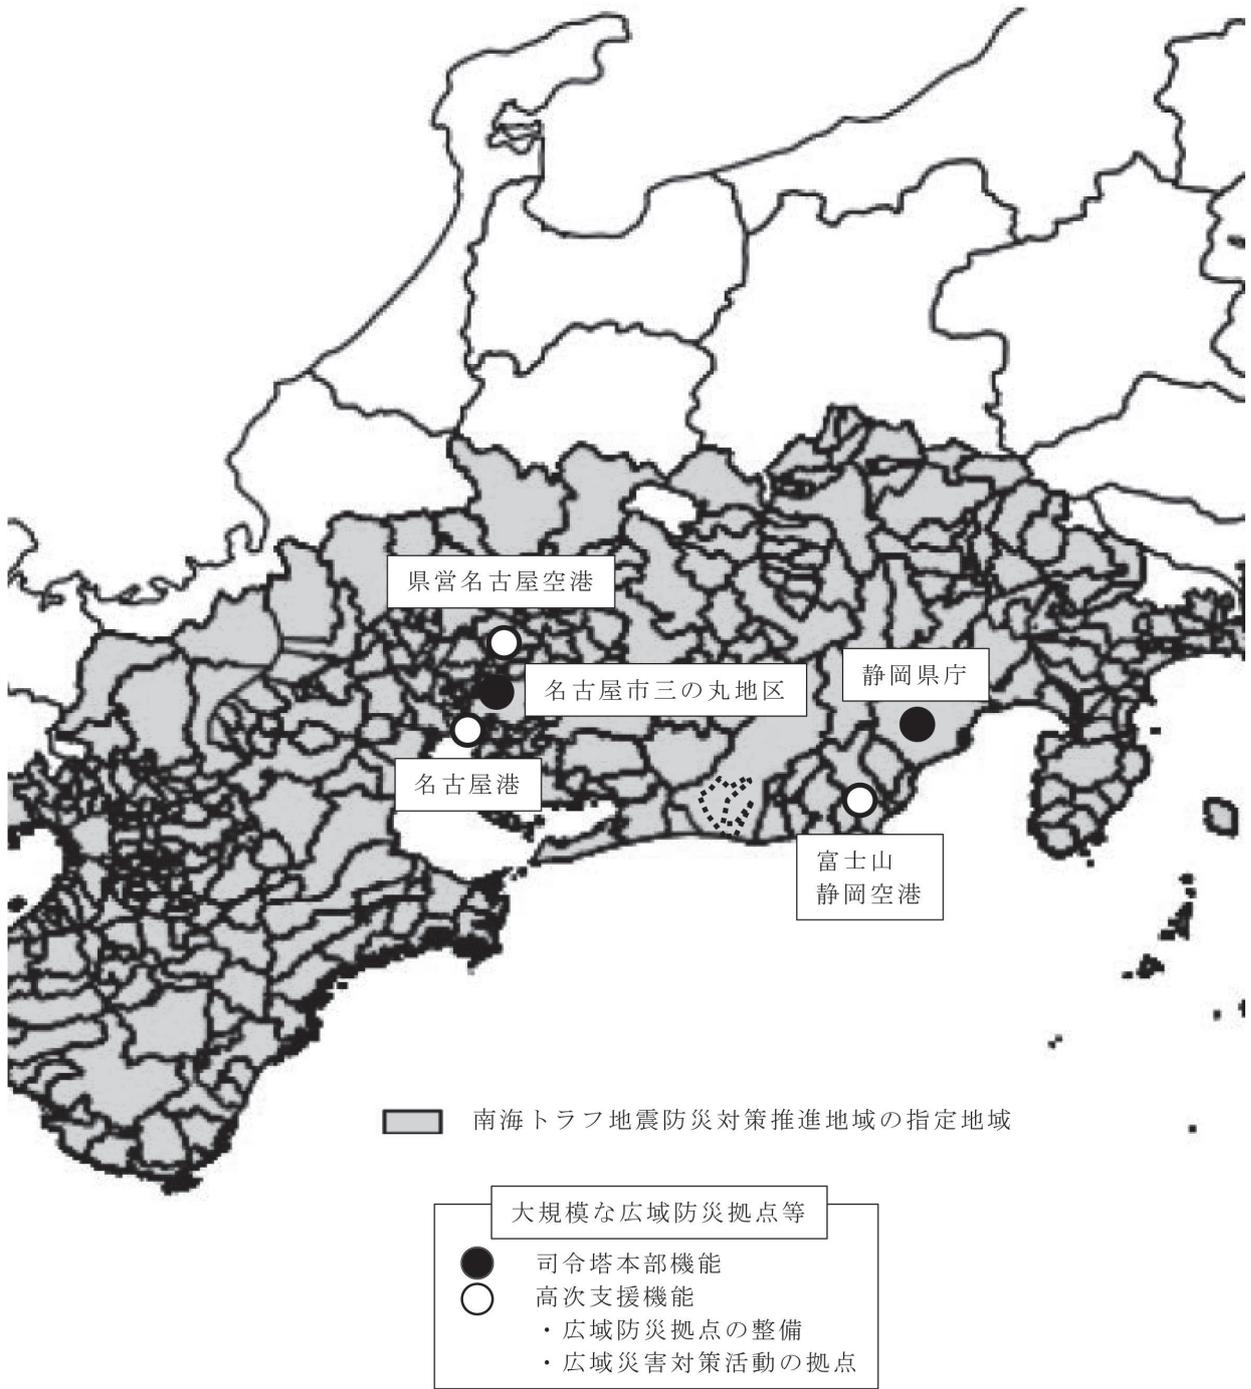 県営名古屋空港
名古屋市三の丸地区
静岡県庁
名古屋港
富士山
静岡空港
南海トラフ地震防災対策推進地域の指定地域
大規模な広域防災拠点等
司令塔本部機能
高次支援機能
・広域防災拠点の整備
・広域災害対策活動の拠点